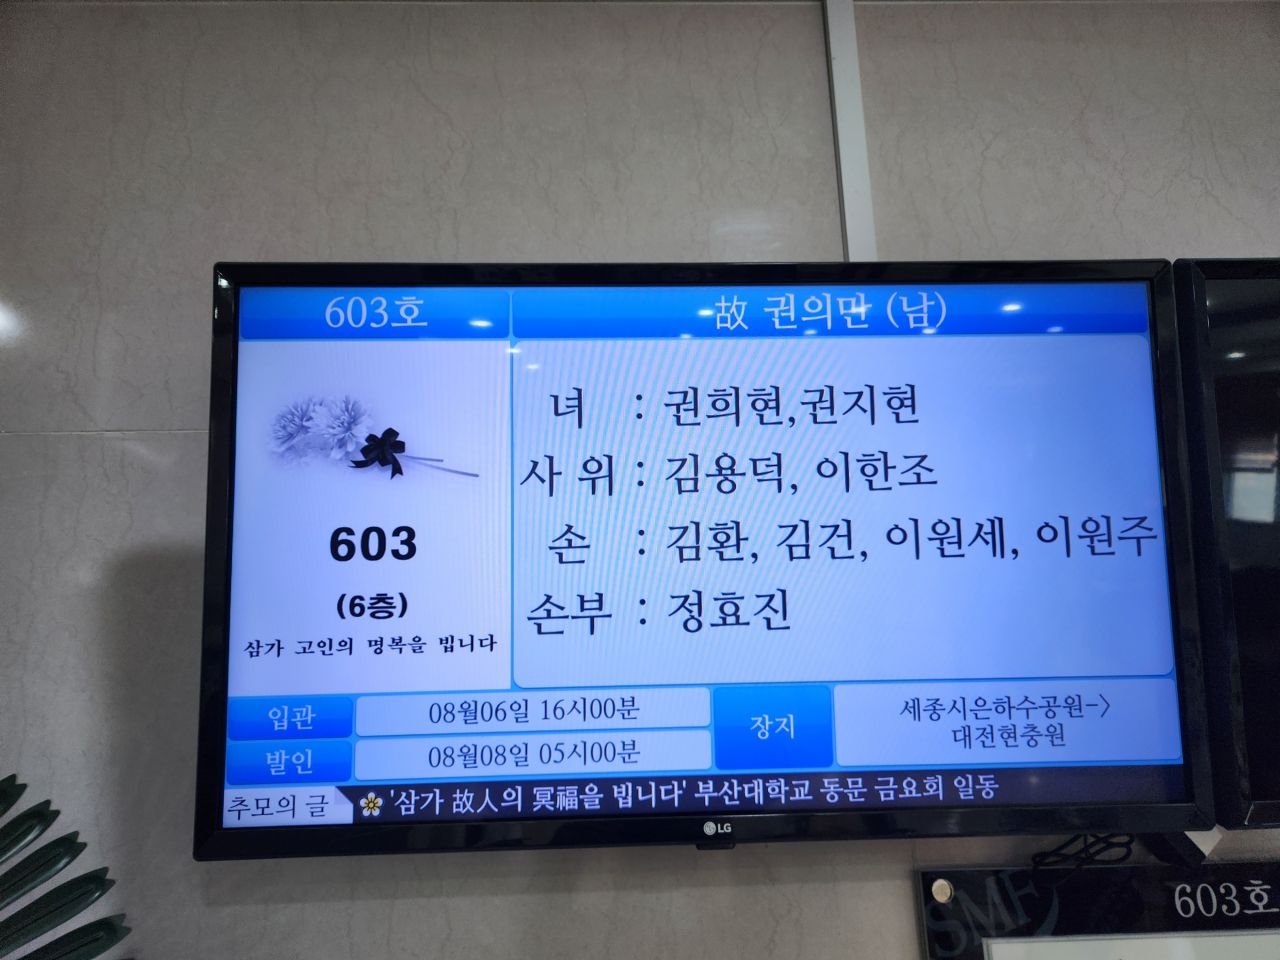 603호
故 권의만 (남)
녀 : 권희현,권지현
사 위 : 김용덕, 이한조
손 : 김환, 김건, 이원세, 이원주
손부 : 정효진
603
(6층)
삼가 고인의 명복을 빕니다
입관
08월06일 16시00분
발인
08월08일 05시00분
장지
세종시은하수공원->
대전현충원
추모의 글
'삼가 故人의 冥福을 빕니다' 부산대학교 동문 금요회 일동
LG
SMF
603호